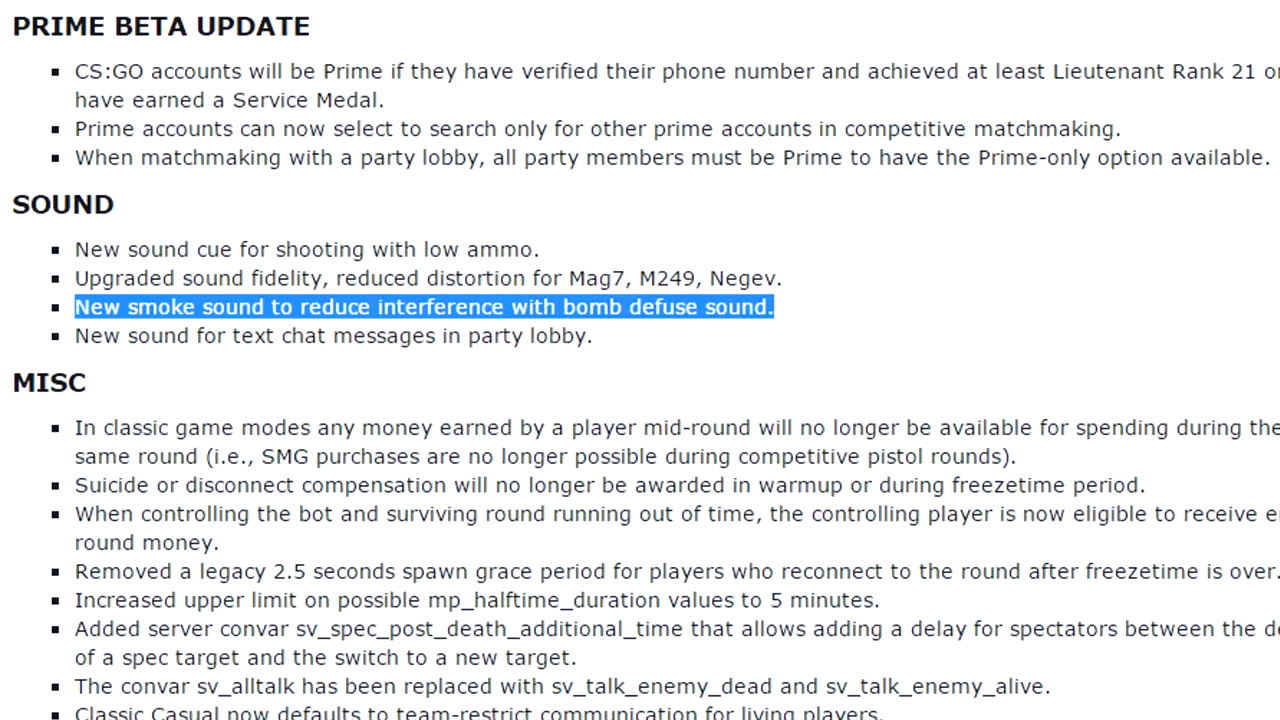 PRIME BETA UPDATE
CS:GO accounts will be Prime if they have verified their phone number and achieved at least Lieutenant Rank 21 or
have earned a Service Medal.
Prime accounts can now select to search only for other prime accounts in competitive matchmaking.
When matchmaking with a party lobby, all party members must be Prime to have the Prime-only option available.
SOUND
New sound cue for shooting with low ammo.
Upgraded sound fidelity, reduced distortion for Mag7, M249, Negev.
New smoke sound to reduce interference with bomb defuse sound.
New sound for text chat messages in party lobby.
MISC
In classic game modes any money earned by a player mid-round will no longer be available for spending during the
same round (i.e., SMG purchases are no longer possible during competitive pistol rounds).
Suicide or disconnect compensation will no longer be awarded in warmup or during freezetime period.
When controlling the bot and surviving round running out of time, the controlling player is now eligible to receive
round money.
Removed a legacy 2.5 seconds spawn grace period for players who reconnect to the round after freezetime is over.
Increased upper limit on possible mp_halftime_duration values to 5 minutes.
Added server convar sv_spec_post_death_additional_time that allows adding a delay for spectators between the
of a spec target and the switch to a new target.
The convar sv_alltalk has been replaced with sv_talk_enemy_dead and sv_talk_enemy_alive.
Classic Casual now defaults to team-restrict communication for living players.